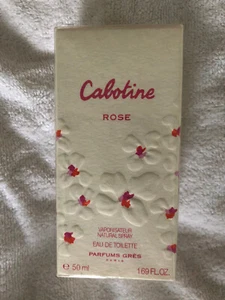 Cabotine
ROSE
VAPORISATEUR
NATURAL SPRAY
EAU DE TOILETTE
PARFUMS GRÈS
PARIS
e 50 ml 1.69 FL.OZ.